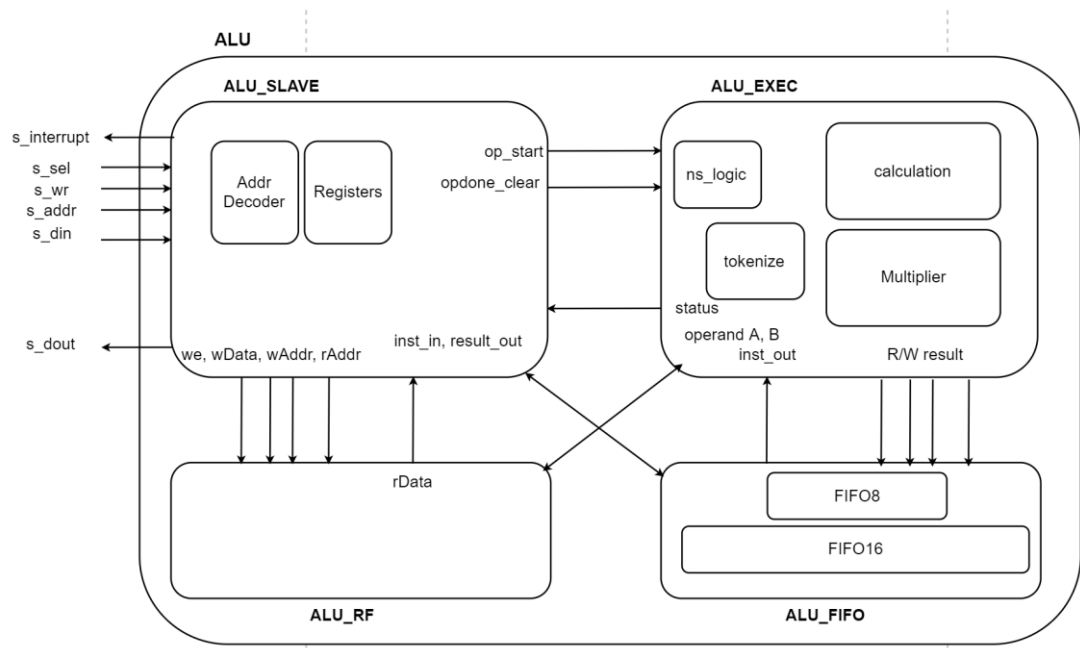 ALU
ALU_SLAVE
ALU_EXEC
s_interrupt
s_sel
s_wr
s_addr
s_din
s_dout
Addr
Decoder
Registers
op_start
opdone_clear
ns_logic
calculation
tokenize
Multiplier
status
operand A, B
inst_out
R/W result
inst_in, result_out
we, wData, wAddr, rAddr
rData
FIFO8
FIFO16
ALU_RF
ALU_FIFO